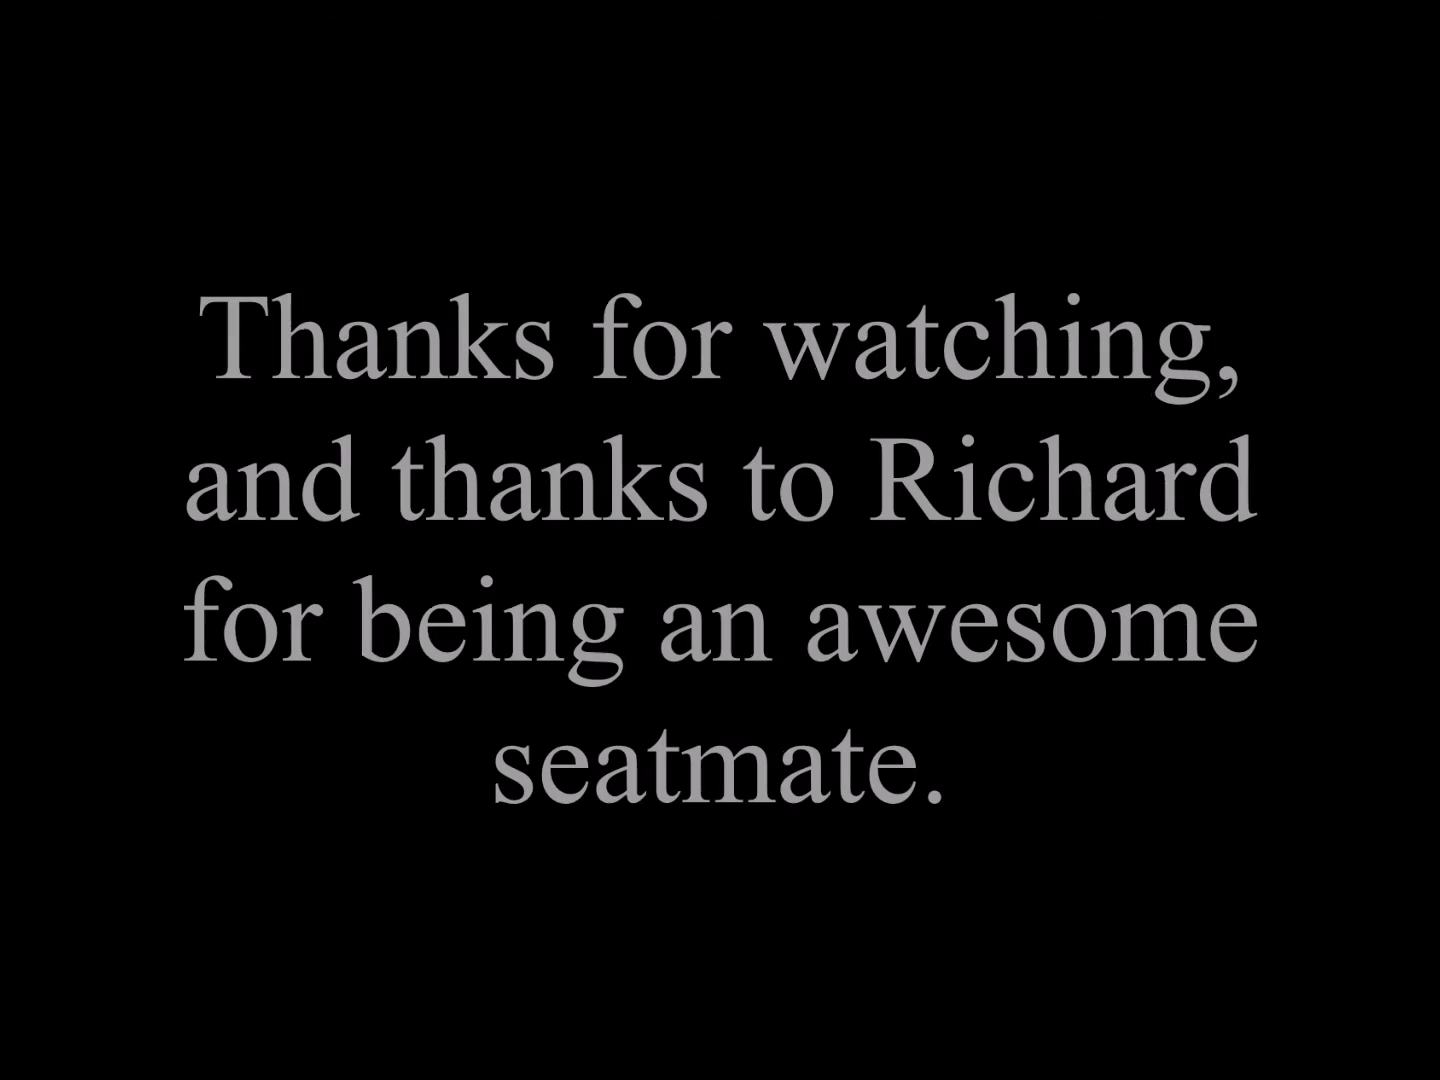 Thanks for watching,
and thanks to Richard
for being an awesome
seatmate.